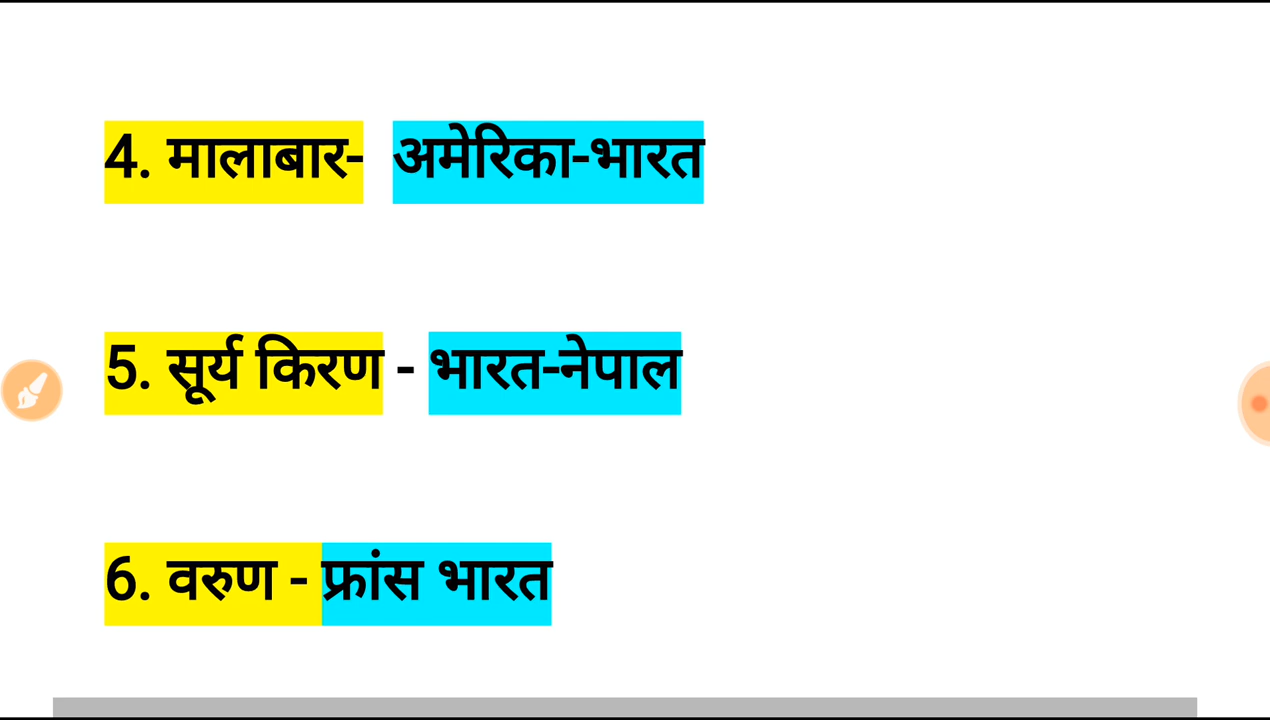 4. मालाबार- अमेरिका-भारत
5. सूर्य किरण - भारत-नेपाल
6. वरुण - फ्रांस भारत